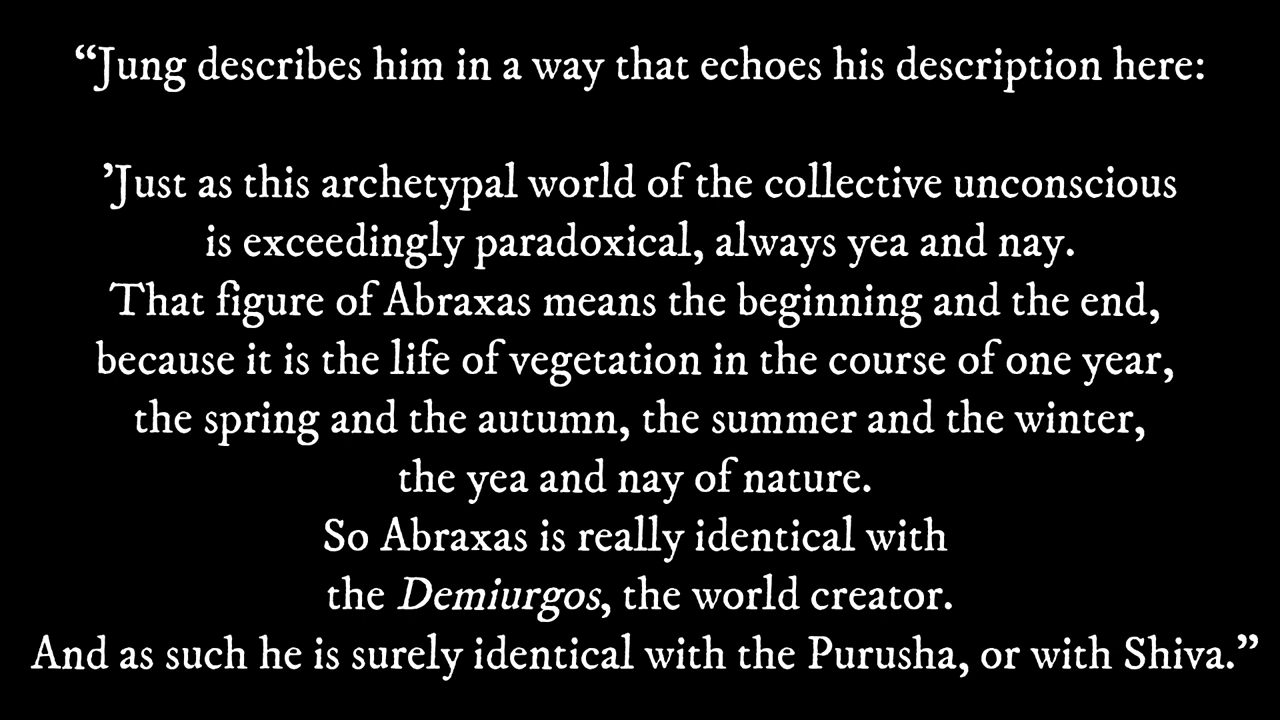 “Jung describes him in a way that echoes his description here:
’Just as this archetypal world of the collective unconscious
is exceedingly paradoxical, always yea and nay.
That figure of Abraxas means the beginning and the end,
because it is the life of vegetation in the course of one year,
the spring and the autumn, the summer and the winter,
the yea and nay of nature.
So Abraxas is really identical with
the Demiurgos, the world creator.
And as such he is surely identical with the Purusha, or with Shiva.”